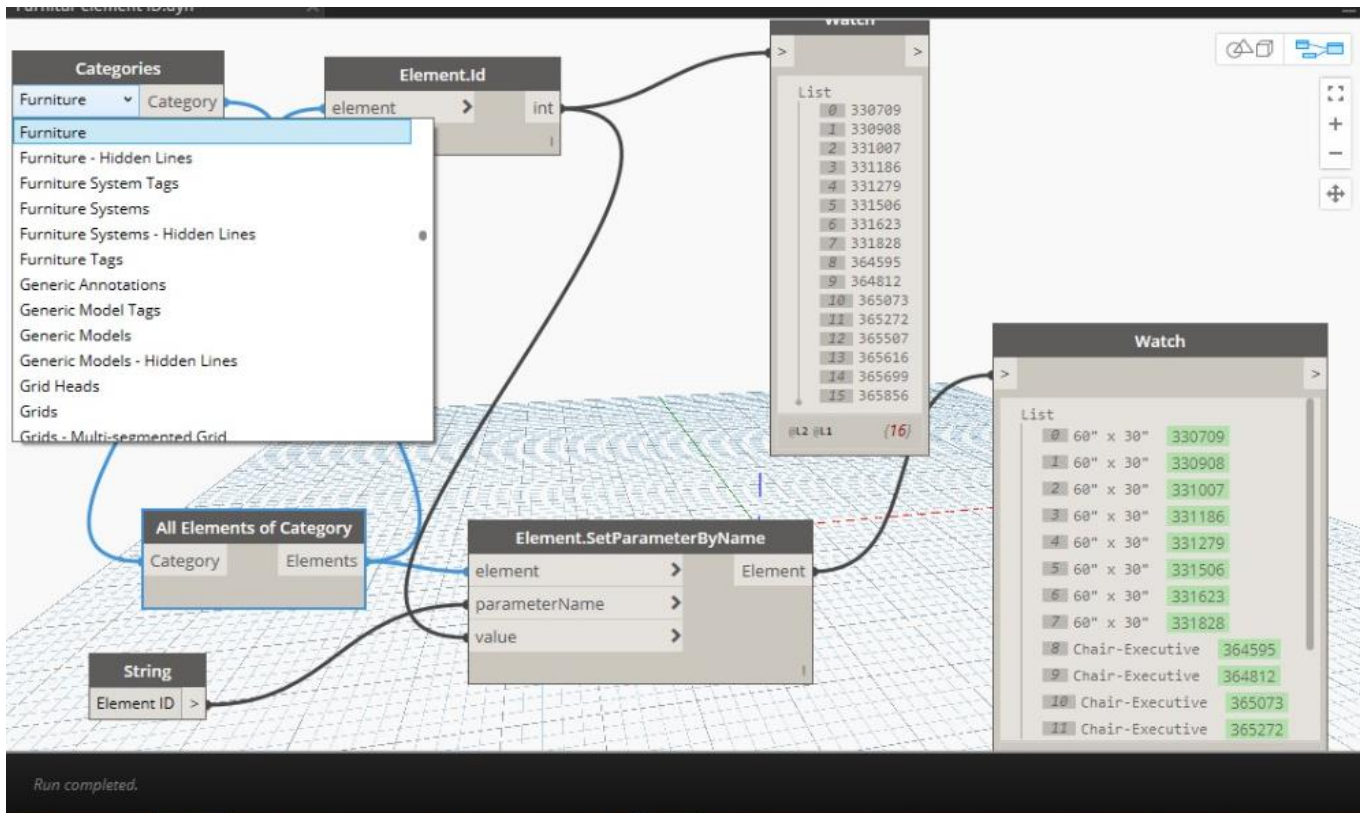 Furnitur element ID.dyn
Categories
Furniture
Category
Furniture
Furniture - Hidden Lines
Furniture System Tags
Furniture Systems
Furniture Systems - Hidden Lines
Furniture Tags
Generic Annotations
Generic Model Tags
Generic Models
Generic Models - Hidden Lines
Grid Heads
Grids
Grids - Multi-segmented Grid
Element.Id
element >
int
Watch
> >
List
0 330709
1 330908
2 331007
3 331186
4 331279
5 331506
6 331623
7 331828
8 364595
9 364812
10 365073
11 365272
12 365507
13 365616
14 365699
15 365856
@L2 @L1 {16}
All Elements of Category
Category Elements
String
Element ID >
Element.SetParameterByName
element > Element
parameterName >
value >
Watch
> >
List
0 60" x 30" 330709
1 60" x 30" 330908
2 60" x 30" 331007
3 60" x 30" 331186
4 60" x 30" 331279
5 60" x 30" 331506
6 60" x 30" 331623
7 60" x 30" 331828
8 Chair-Executive 364595
9 Chair-Executive 364812
10 Chair-Executive 365073
11 Chair-Executive 365272
Run completed.